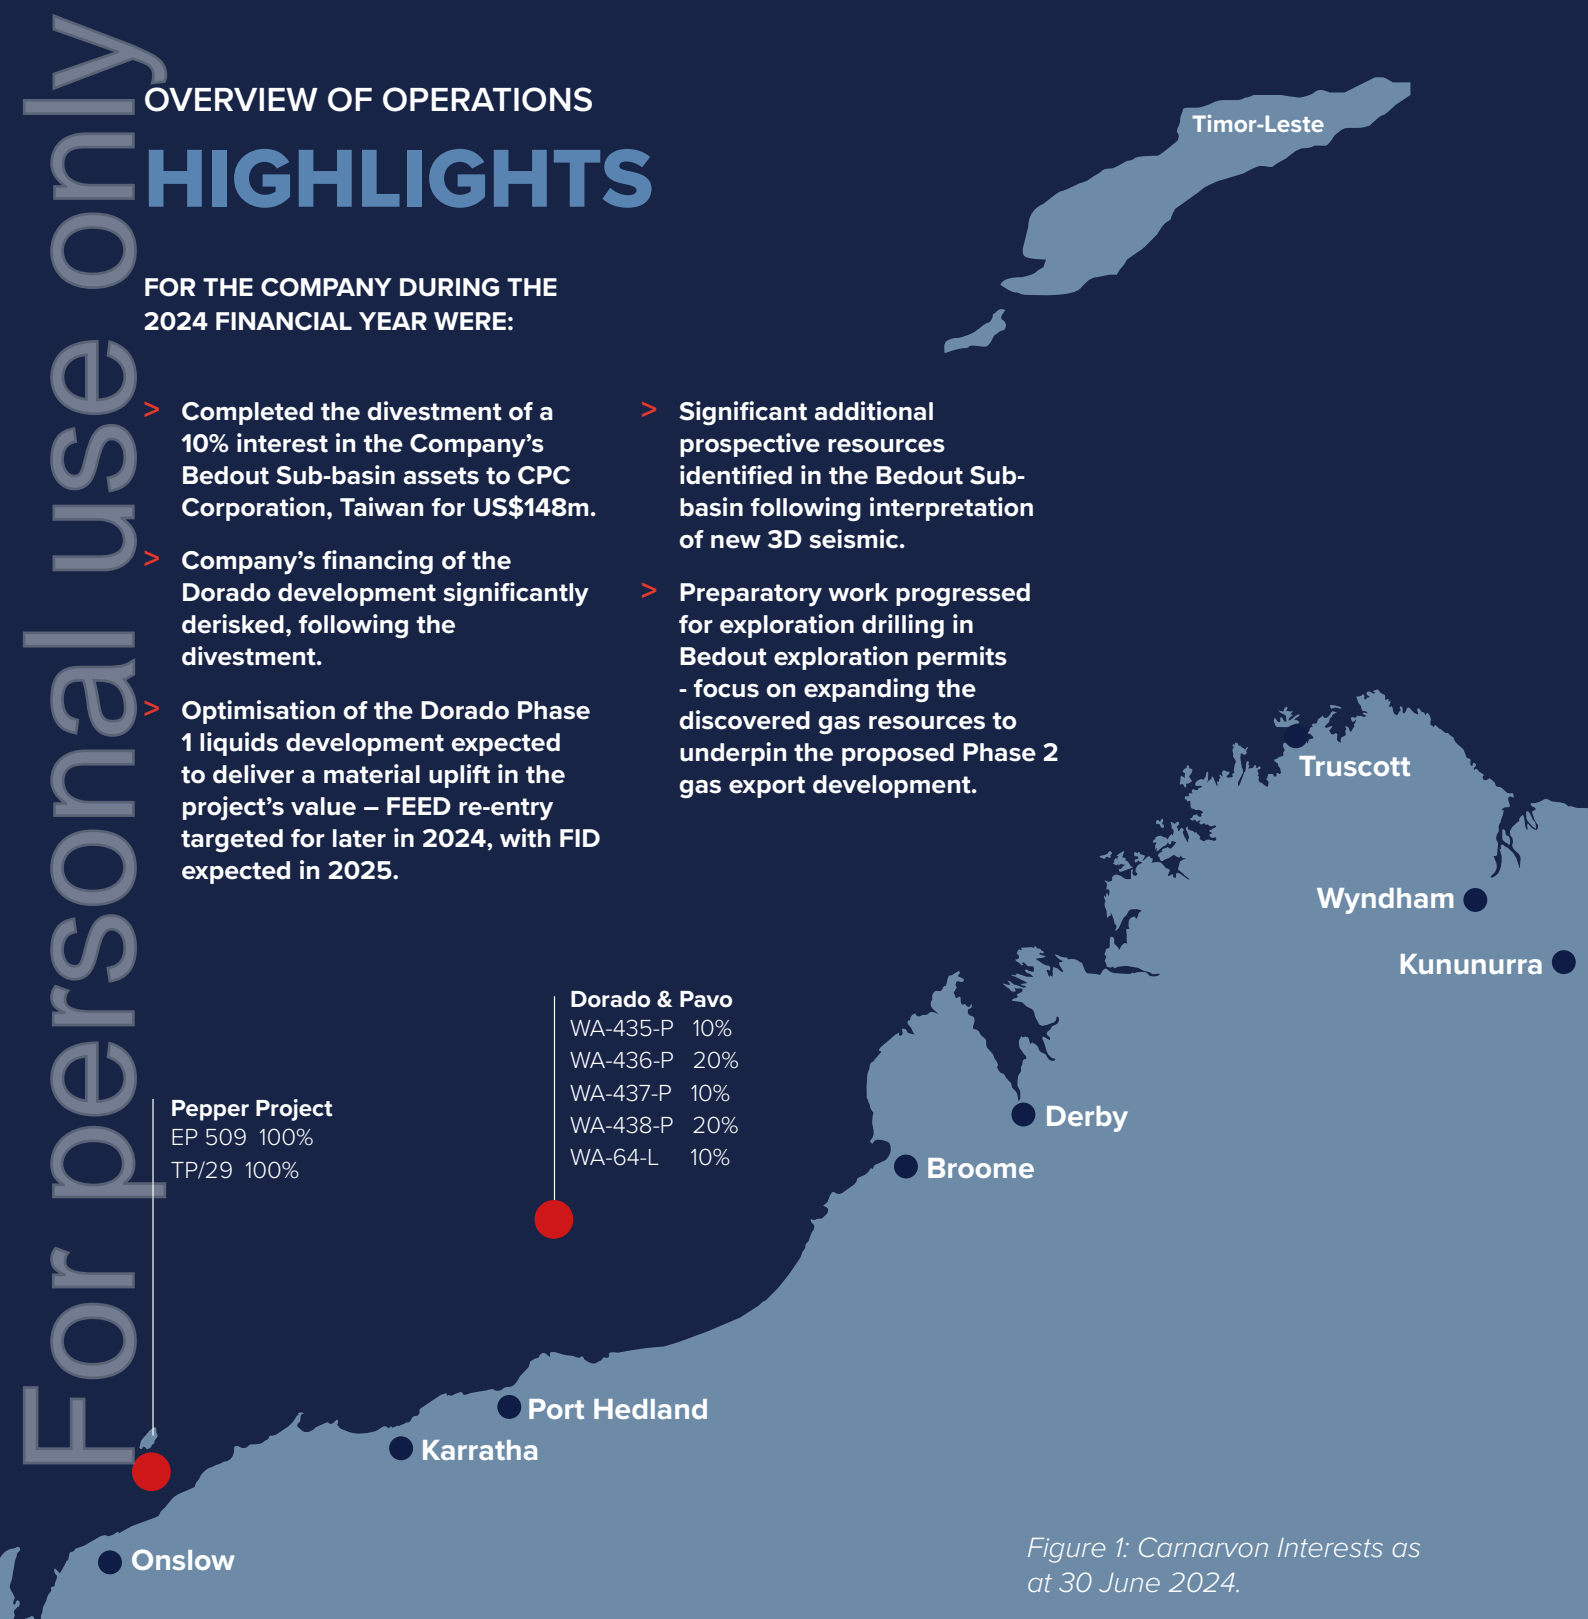 For personal use only
OVERVIEW OF OPERATIONS
HIGHLIGHTS
FOR THE COMPANY DURING THE
2024 FINANCIAL YEAR WERE:
> Completed the divestment of a
10% interest in the Company’s
Bedout Sub-basin assets to CPC
Corporation, Taiwan for US$148m.
> Company’s financing of the
Dorado development significantly
derisked, following the
divestment.
> Optimisation of the Dorado Phase
1 liquids development expected
to deliver a material uplift in the
project’s value – FEED re-entry
targeted for later in 2024, with FID
expected in 2025.
> Significant additional
prospective resources
identified in the Bedout Sub-
basin following interpretation
of new 3D seismic.
> Preparatory work progressed
for exploration drilling in
Bedout exploration permits
- focus on expanding the
discovered gas resources to
underpin the proposed Phase 2
gas export development.
Timor-Leste
Truscott
Wyndham
Kununurra
Dorado & Pavo
WA-435-P 10%
WA-436-P 20%
WA-437-P 10%
WA-438-P 20%
WA-64-L 10%
Pepper Project
EP 509 100%
TP/29 100%
Derby
Broome
Port Hedland
Karratha
Onslow
Figure 1: Carnarvon Interests as
at 30 June 2024.